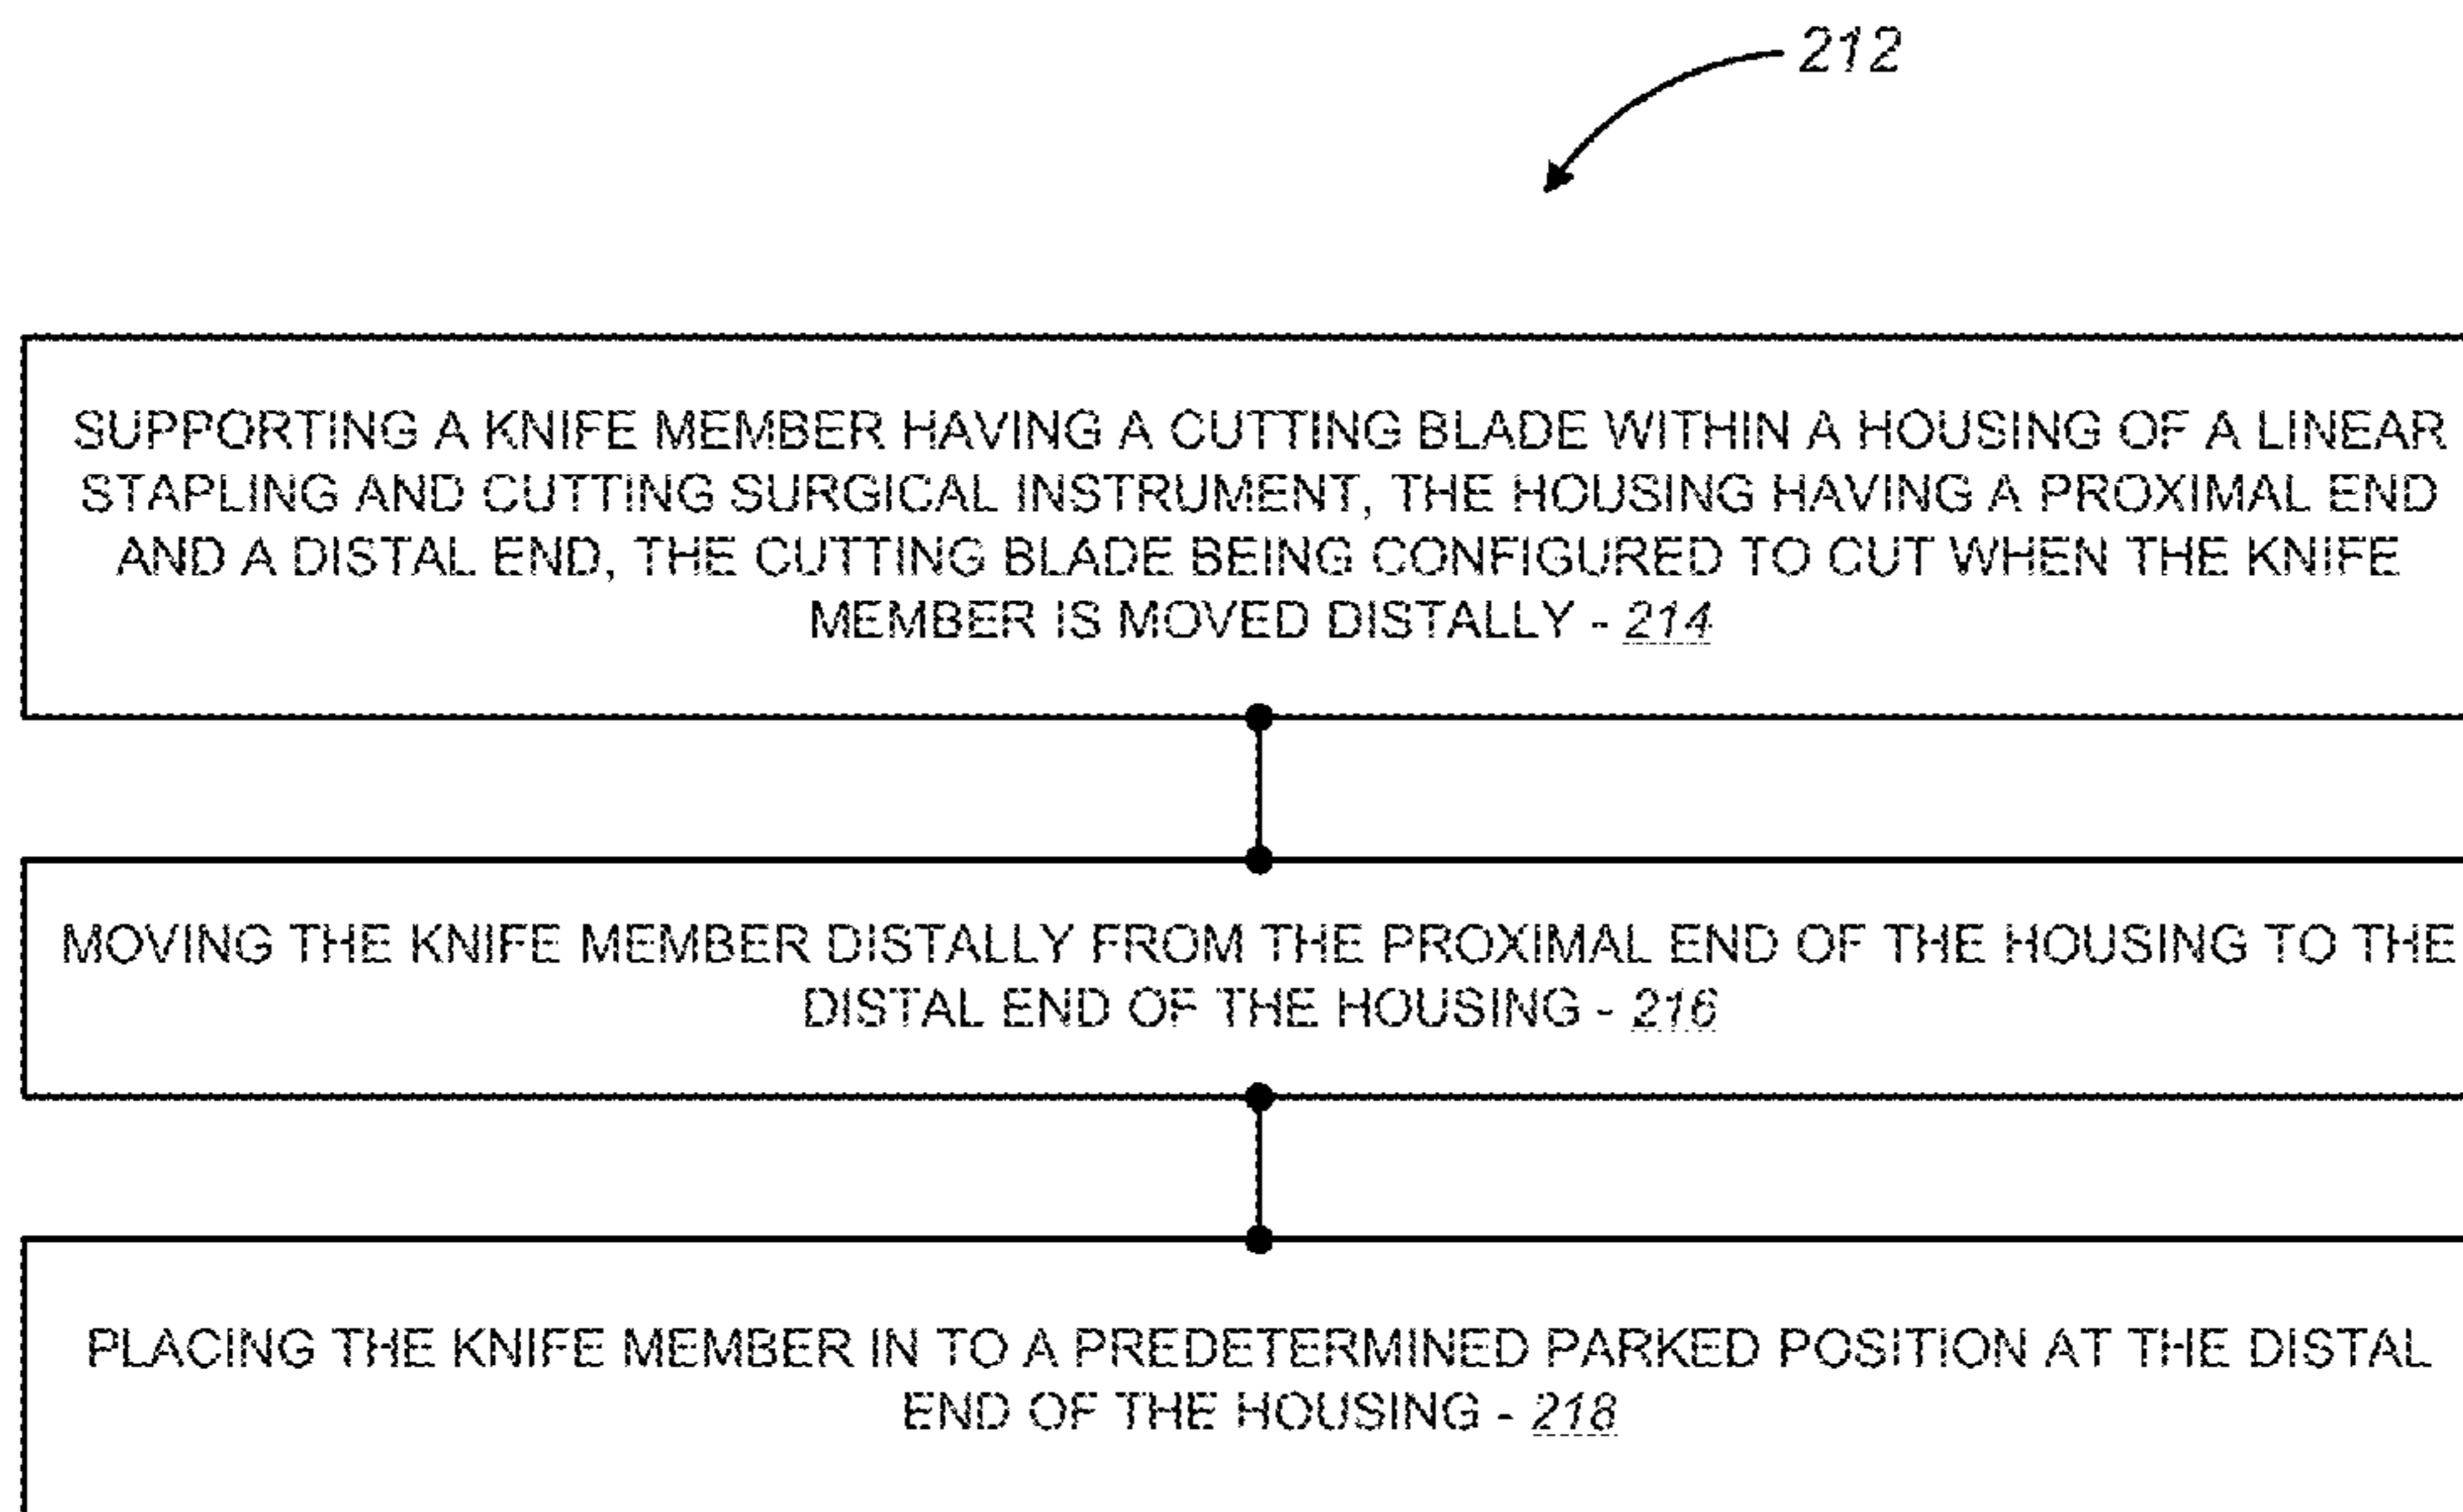 212
SUPPORTING A KNIFE MEMBER HAVING A CUTTING BLADE WITHIN A HOUSING OF A LINEAR
STAPLING AND CUTTING SURGICAL INSTRUMENT, THE HOUSING HAVING A PROXIMAL END
AND A DISTAL END, THE CUTTING BLADE BEING CONFIGURED TO CUT WHEN THE KNIFE
MEMBER IS MOVED DISTALLY - 214
MOVING THE KNIFE MEMBER DISTALLY FROM THE PROXIMAL END OF THE HOUSING TO THE
DISTAL END OF THE HOUSING - 216
PLACING THE KNIFE MEMBER IN TO A PREDETERMINED PARKED POSITION AT THE DISTAL
END OF THE HOUSING - 218